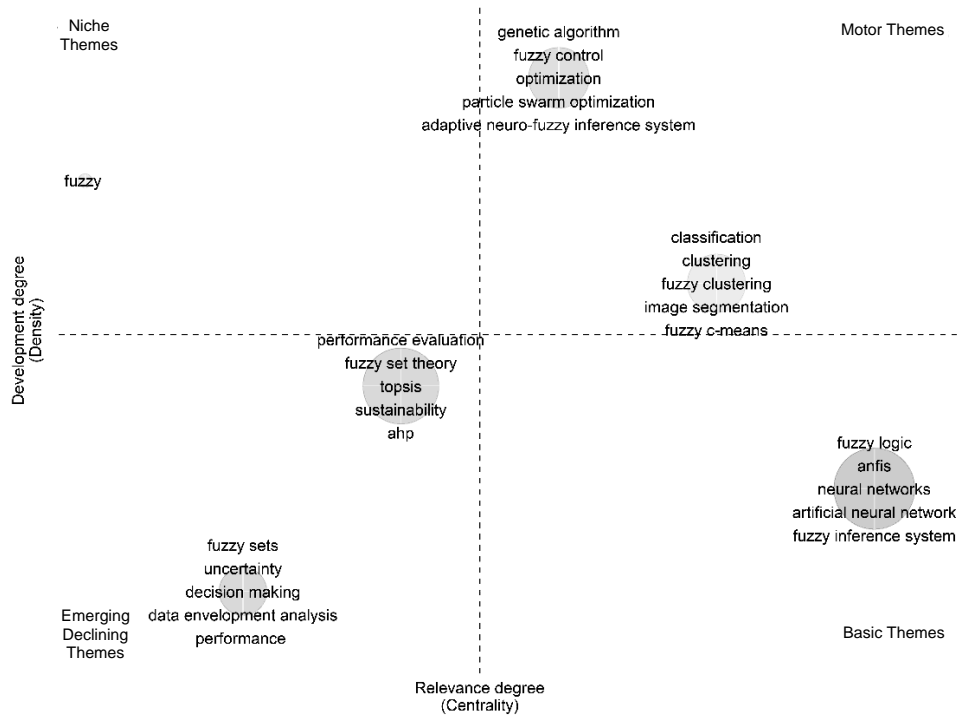 Niche
Themes
Motor Themes
genetic algorithm
fuzzy control
optimization
particle swarm optimization
adaptive neuro-fuzzy inference system
fuzzy
classification
clustering
fuzzy clustering
image segmentation
fuzzy c-means
Development degree
(Density)
performance evaluation
fuzzy set theory
topsis
sustainability
ahp
fuzzy logic
anfis
neural networks
artificial neural network
fuzzy inference system
fuzzy sets
uncertainty
decision making
data envelopment analysis
performance
Emerging
Declining
Themes
Basic Themes
Relevance degree
(Centrality)